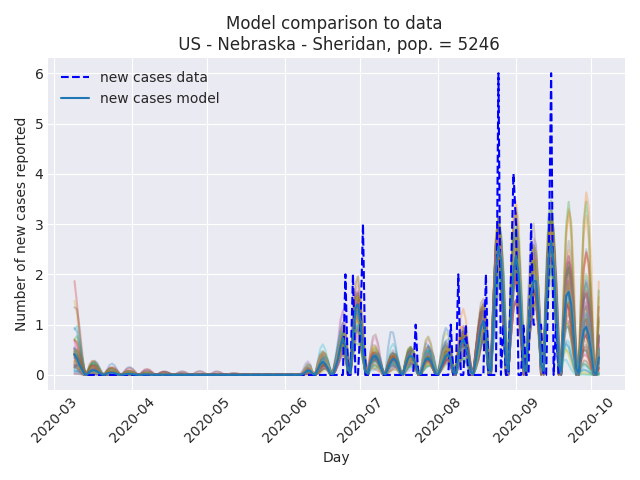 Model comparison to data
US - Nebraska - Sheridan, pop. = 5246
new cases data
new cases model
Number of new cases reported
6
5
4
3
2
1
0
2020-03
2020-04
2020-05
2020-06
2020-07
2020-08
2020-09
2020-10
Day